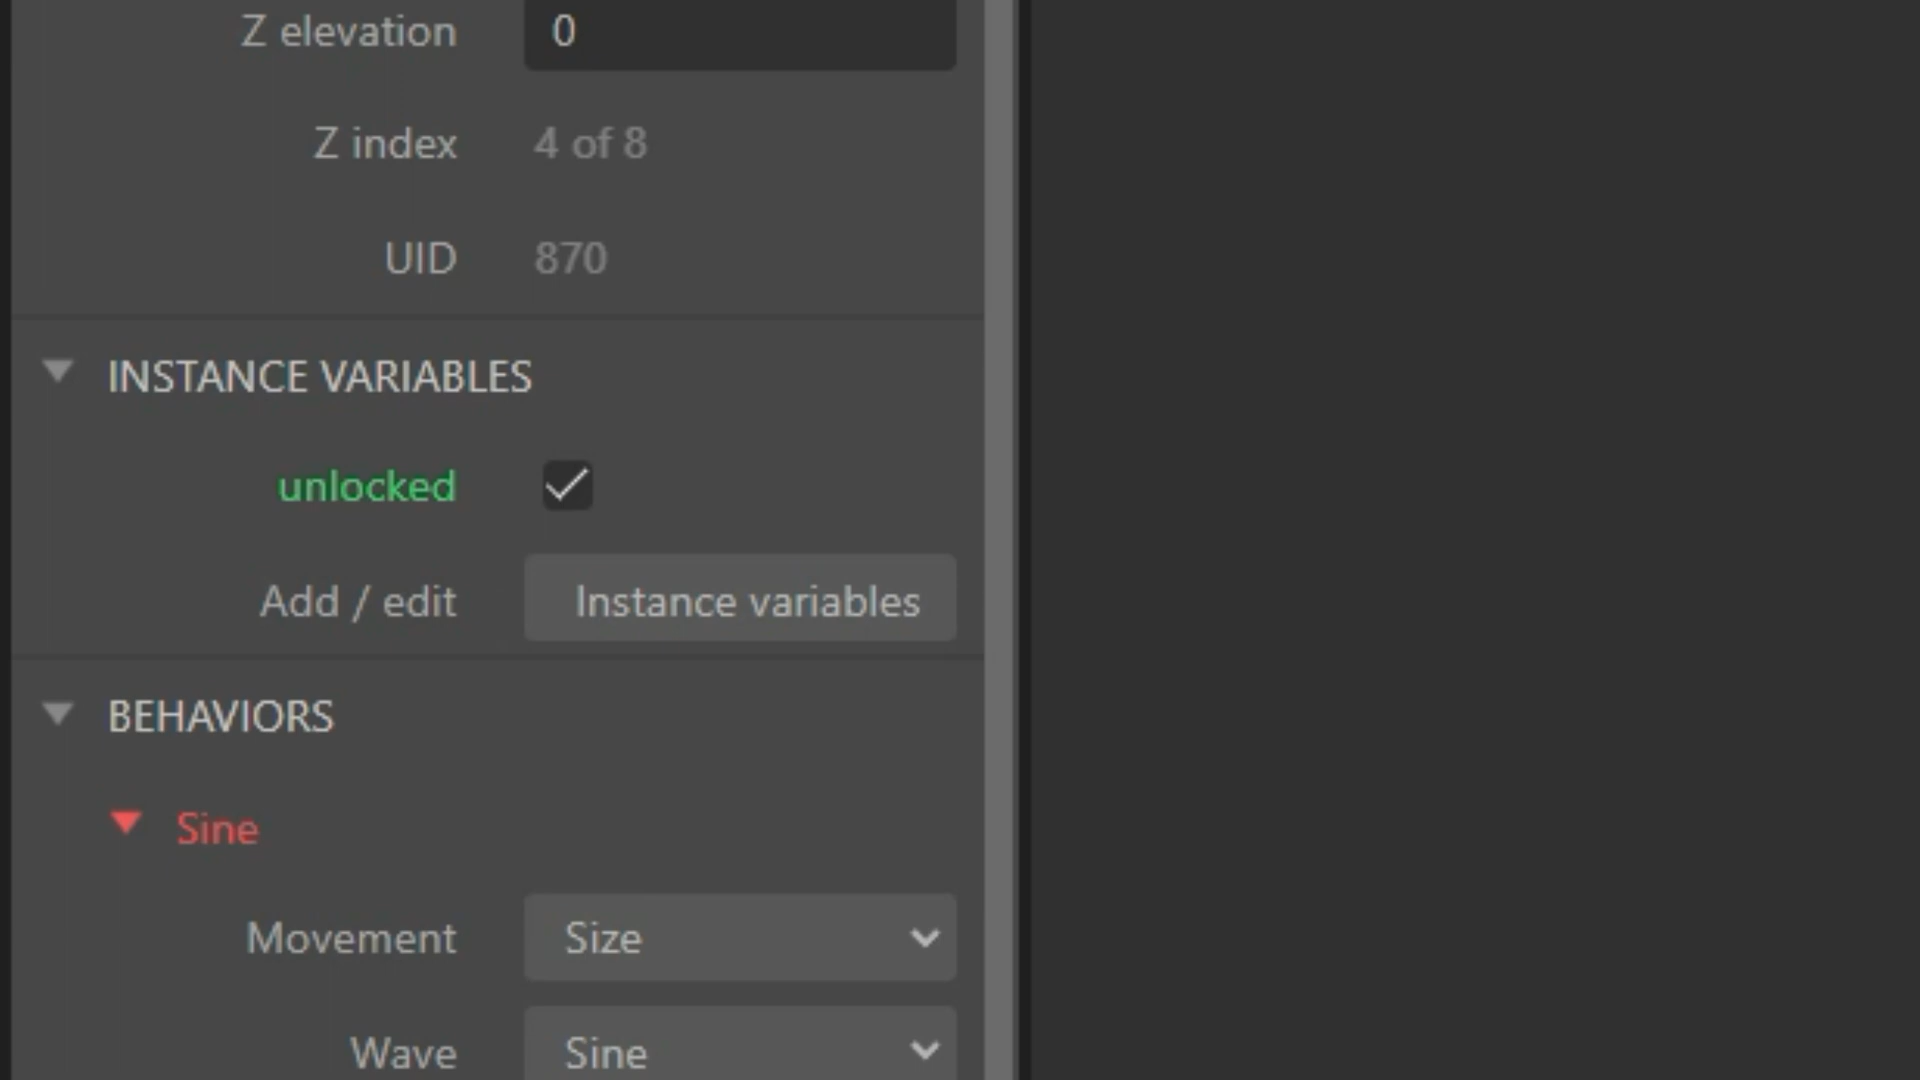 Z elevation 0
Z index 4 of 8
UID 870
INSTANCE VARIABLES
unlocked
Add / edit Instance variables
BEHAVIORS
Sine
Movement Size
Wave Sine